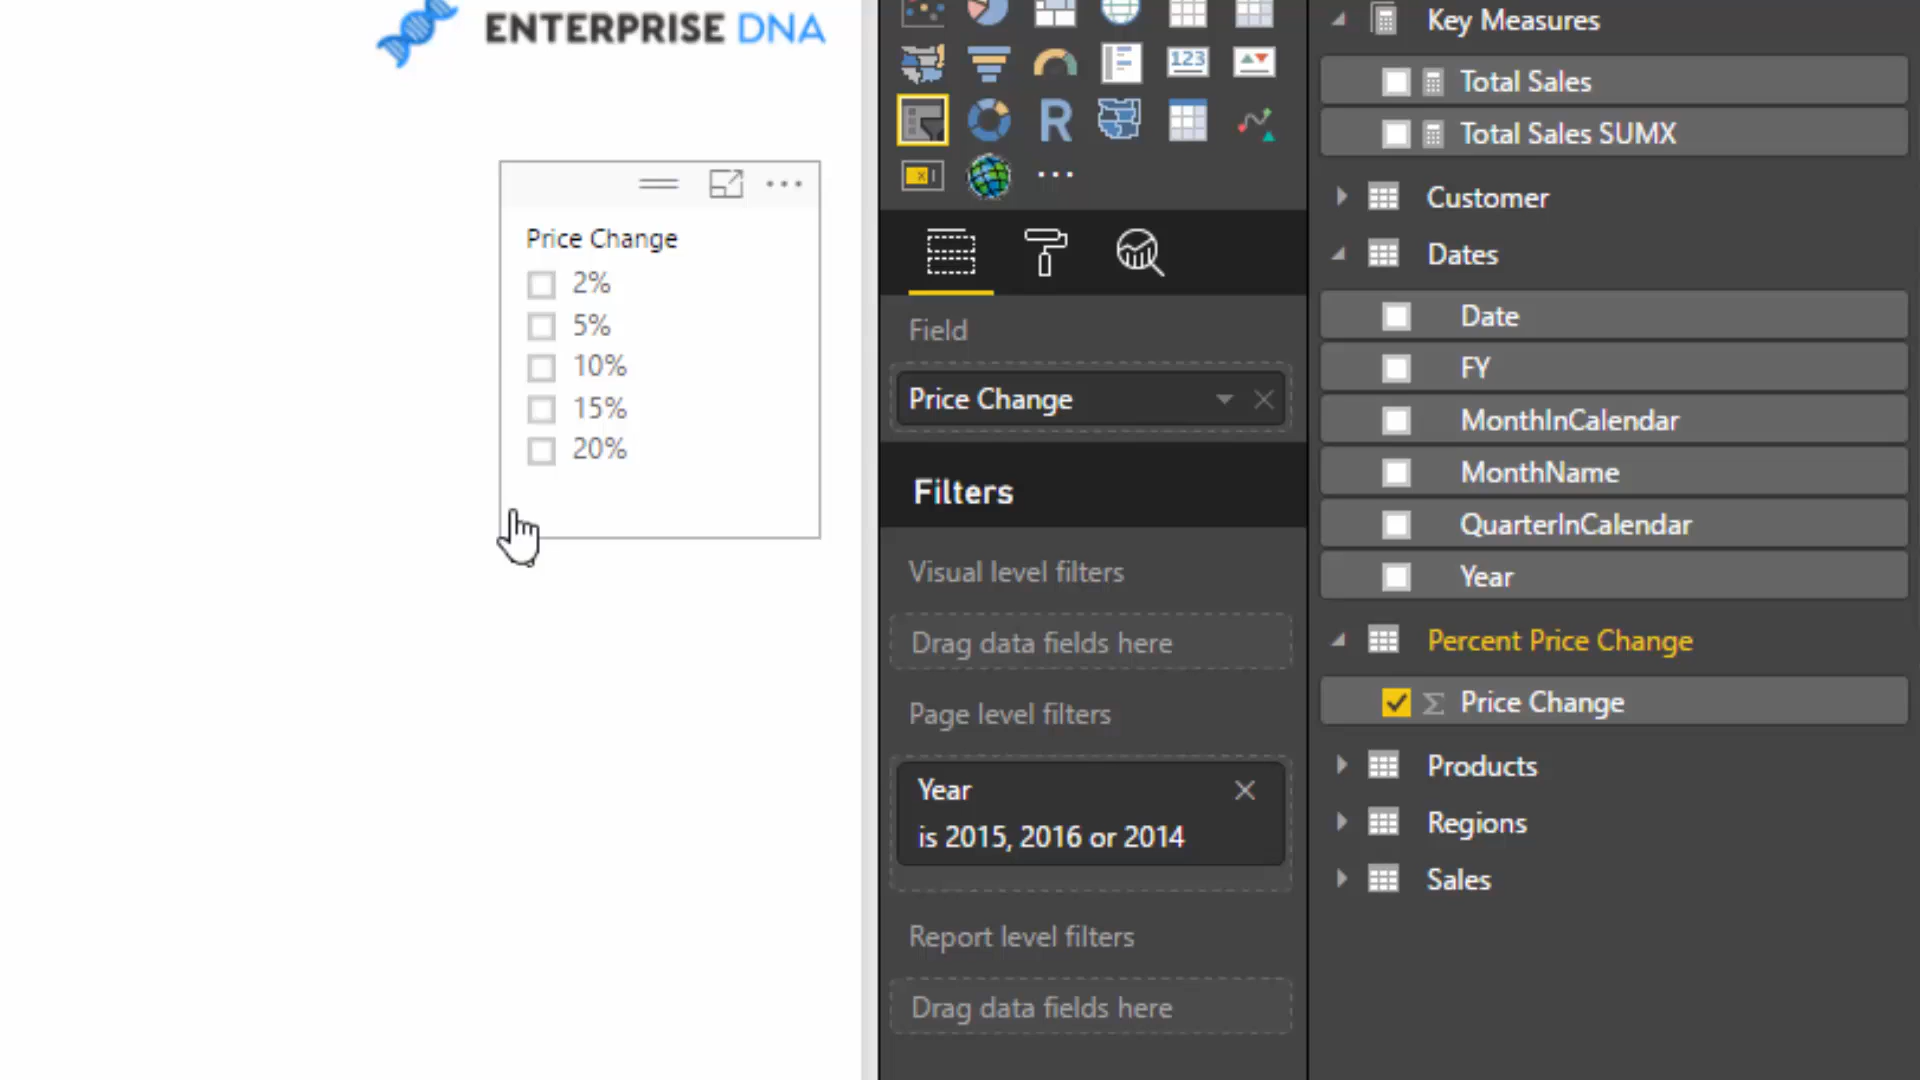 ENTERPRISE DNA
Price Change
2%
5%
10%
15%
20%
123
R
Field
Price Change
Filters
Visual level filters
Drag data fields here
Page level filters
Year
is 2015, 2016 or 2014
Report level filters
Drag data fields here
Key Measures
Total Sales
Total Sales SUMX
Customer
Dates
Date
FY
MonthInCalendar
MonthName
QuarterInCalendar
Year
Percent Price Change
Price Change
Products
Regions
Sales